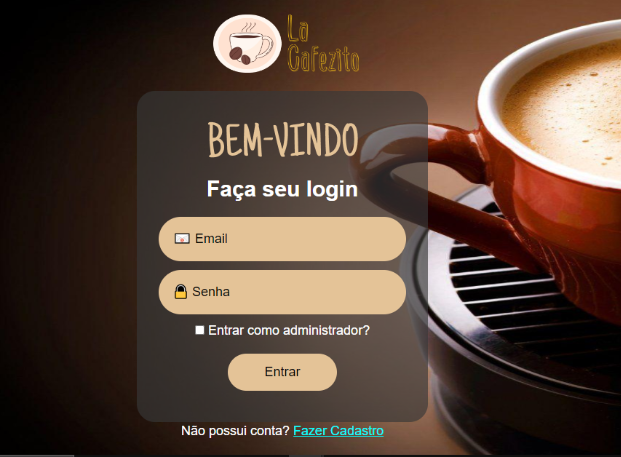 La
Cafezito
BEM-VINDO
Faça seu login
Email
Senha
Entrar como administrador?
Entrar
Não possui conta? Fazer Cadastro